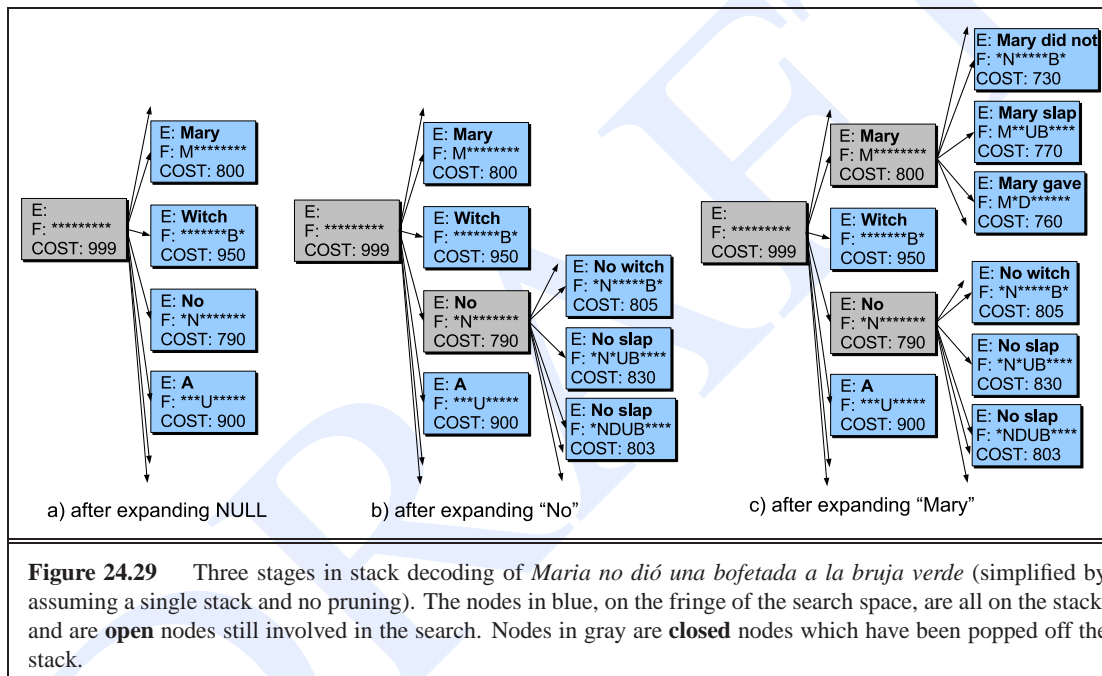 E: Mary
F: M********
COST: 800
E:
F: *********
COST: 999
E: Witch
F: *******B*
COST: 950
E: No
F: *N*******
COST: 790
E: A
F: ***U*****
COST: 900
a) after expanding NULL
E: Mary
F: M********
COST: 800
E:
F: *********
COST: 999
E: Witch
F: *******B*
COST: 950
E: No
F: *N*******
COST: 790
E: A
F: ***U*****
COST: 900
E: No witch
F: *N*****B*
COST: 805
E: No slap
F: *N*UB****
COST: 830
E: No slap
F: *NDUB****
COST: 803
b) after expanding “No”
E: Mary did not
F: *N*****B*
COST: 730
E: Mary slap
F: M**UB****
COST: 770
E: Mary gave
F: M*D******
COST: 760
E: Mary
F: M********
COST: 800
E:
F: *********
COST: 999
E: Witch
F: *******B*
COST: 950
E: No
F: *N*******
COST: 790
E: A
F: ***U*****
COST: 900
E: No witch
F: *N*****B*
COST: 805
E: No slap
F: *N*UB****
COST: 830
E: No slap
F: *NDUB****
COST: 803
c) after expanding “Mary”
Figure 24.29 Three stages in stack decoding of Maria no dió una bofetada a la bruja verde (simplified by
assuming a single stack and no pruning). The nodes in blue, on the fringe of the search space, are all on the stack
and are open nodes still involved in the search. Nodes in gray are closed nodes which have been popped off the
stack.